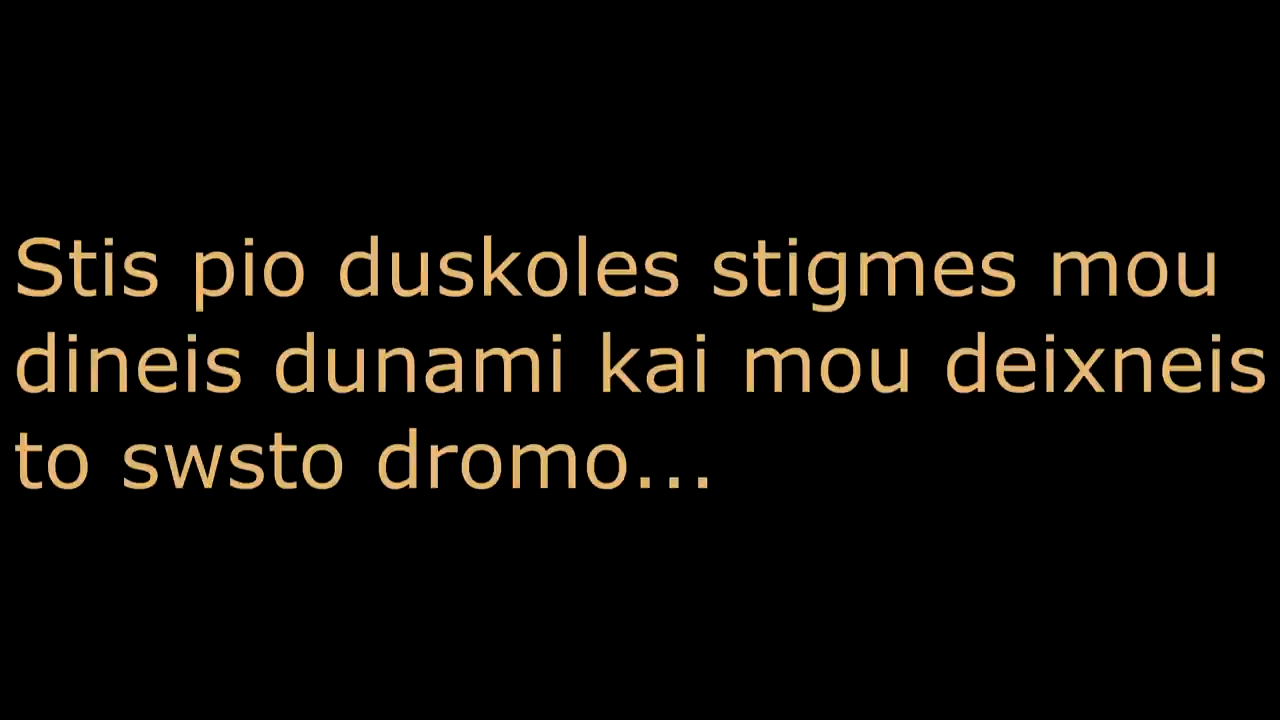 Stis pio duskoles stigmes mou
dineis dunami kai mou deixneis
to swsto dromo...